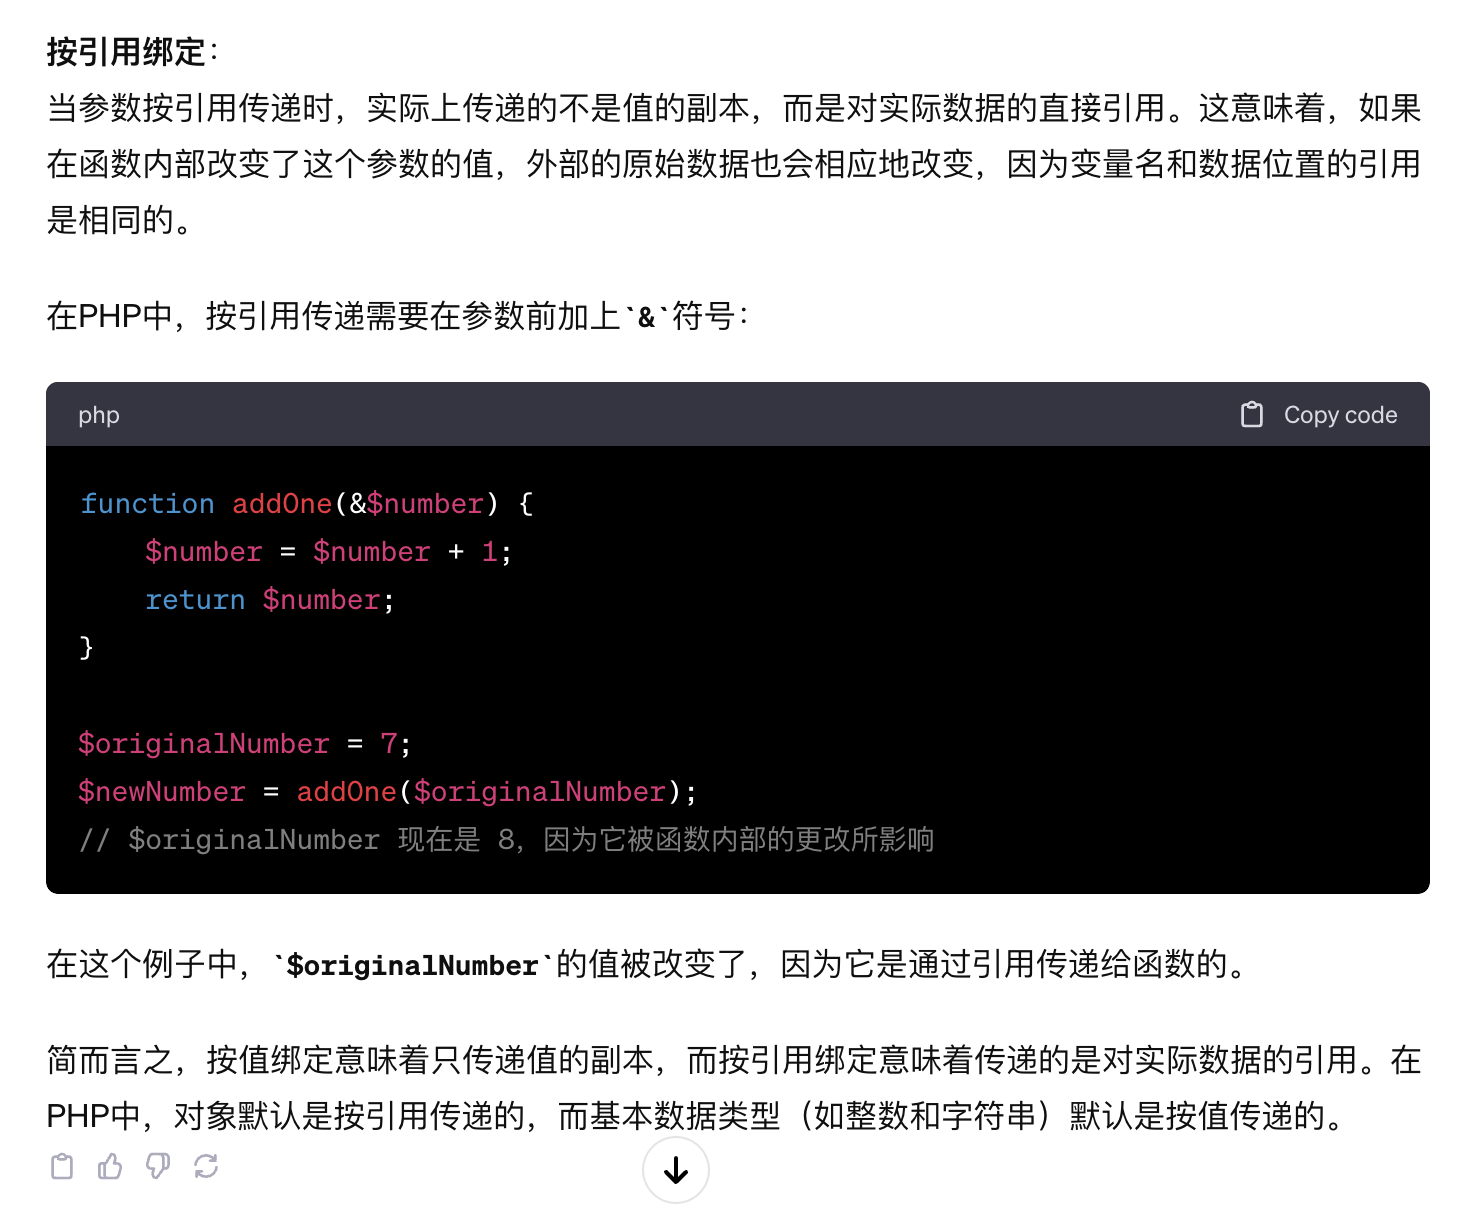 按引用绑定：
当参数按引用传递时，实际上传递的不是值的副本，而是对实际数据的直接引用。这意味着，如果
在函数内部改变了这个参数的值，外部的原始数据也会相应地改变，因为变量名和数据位置的引用
是相同的。
在PHP中，按引用传递需要在参数前加上`&`符号：
php
Copy code
function addOne(&$number) {
    $number = $number + 1;
    return $number;
}
$originalNumber = 7;
$newNumber = addOne($originalNumber);
// $originalNumber 现在是 8，因为它被函数内部的更改所影响
在这个例子中，`$originalNumber`的值被改变了，因为它是通过引用传递给函数的。
简而言之，按值绑定意味着只传递值的副本，而按引用绑定意味着传递的是对实际数据的引用。在
PHP中，对象默认是按引用传递的，而基本数据类型（如整数和字符串）默认是按值传递的。